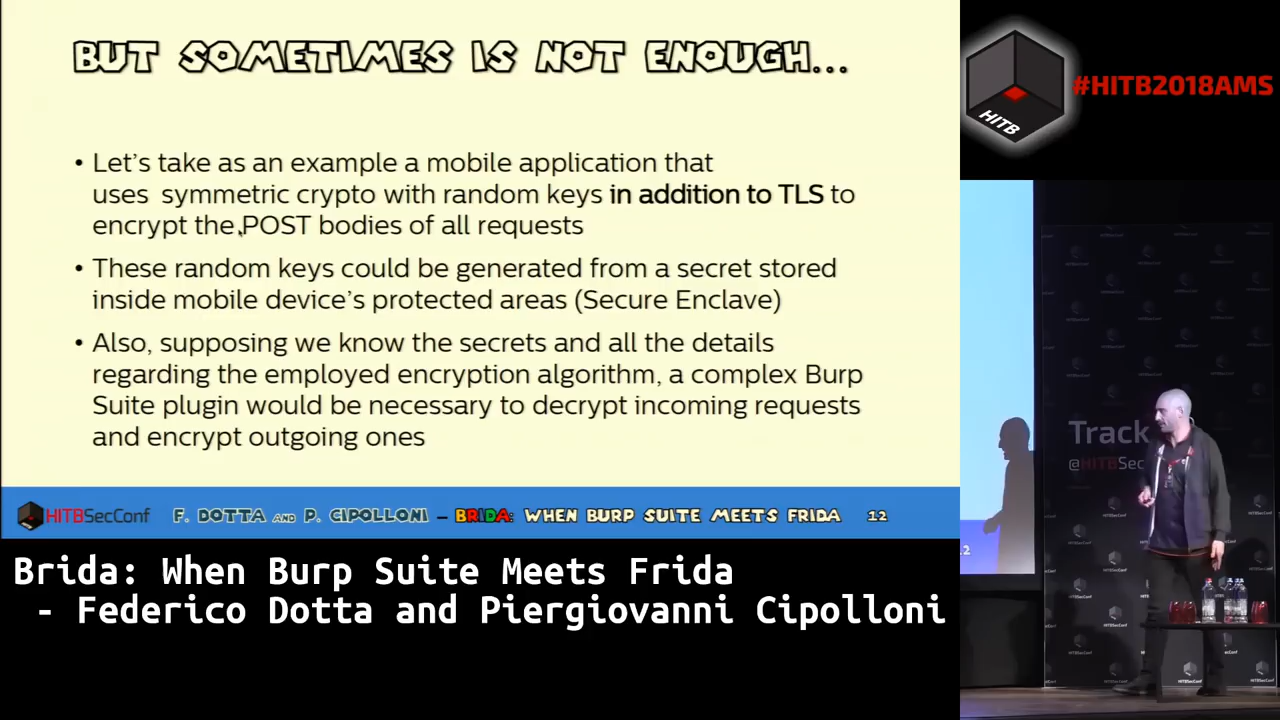 BUT SOMETIMES IS NOT ENOUGH...
• Let's take as an example a mobile application that
uses symmetric crypto with random keys in addition to TLS to
encrypt the POST bodies of all requests
• These random keys could be generated from a secret stored
inside mobile device's protected areas (Secure Enclave)
• Also, supposing we know the secrets and all the details
regarding the employed encryption algorithm, a complex Burp
Suite plugin would be necessary to decrypt incoming requests
and encrypt outgoing ones
HITBSecConf F. DOTTA AND P. CIPOLLONI – BRIDA: WHEN BURP SUITE MEETS FRIDA 12
Brida: When Burp Suite Meets Frida
- Federico Dotta and Piergiovanni Cipolloni
HITB
#HITB2018AMS
Track
@HITBSec
12